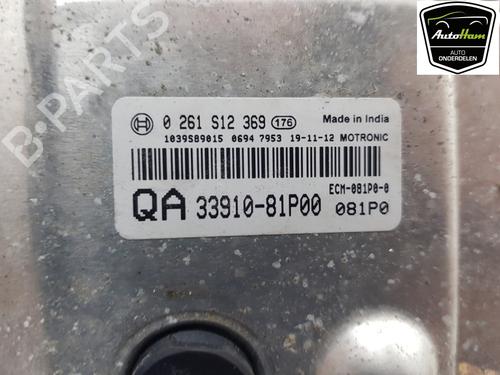 AutoHam
AUTO
ONDERDELEN
B-PARTS
0 261 S12 369 176 Made in India
1039S89015 0694 7953 19-11-12 MOTRONIC
ECM-081P0-0
QA 33910-81P00 081P0